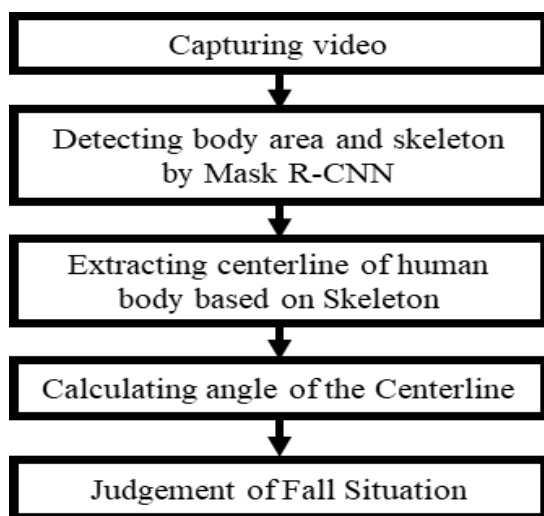 Capturing video
Detecting body area and skeleton
by Mask R-CNN
Extracting centerline of human
body based on Skeleton
Calculating angle of the Centerline
Judgement of Fall Situation